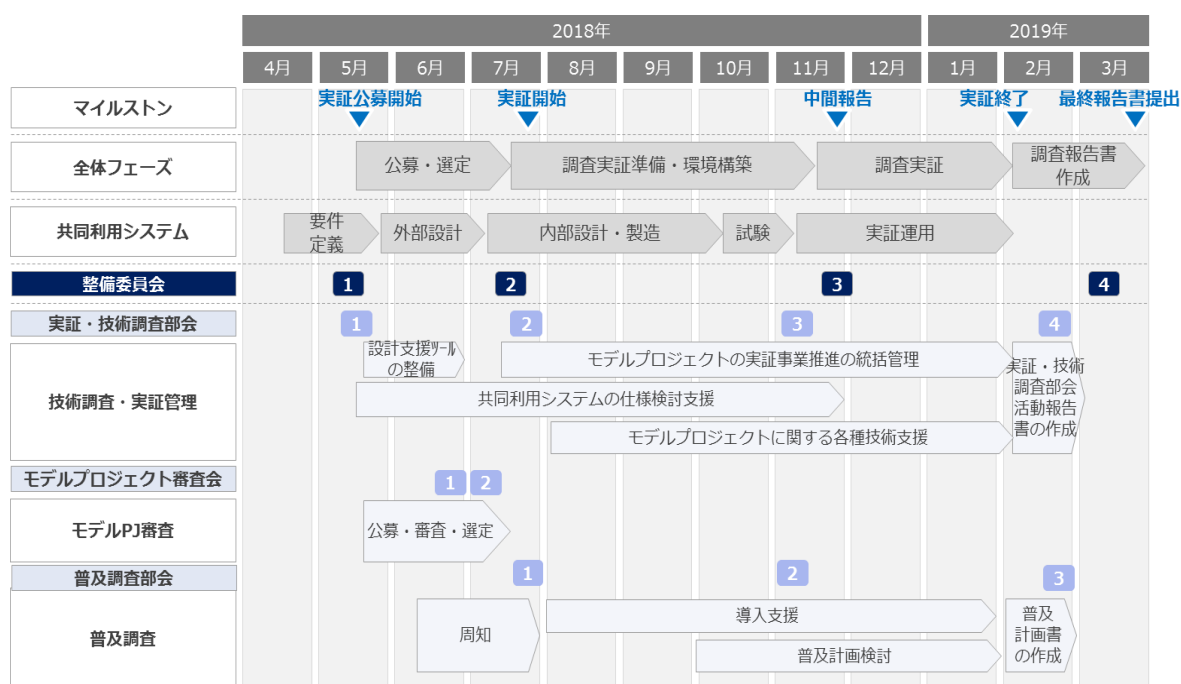 2018年
2019年
4月
5月
6月
7月
8月
9月
10月
11月
12月
1月
2月
3月
マイルストン
実証公募開始
実証開始
中間報告
実証終了
最終報告書提出
全体フェーズ
公募・選定
調査実証準備・環境構築
調査実証
調査報告書
作成
共同利用システム
要件
定義
外部設計
内部設計・製造
試験
実証運用
整備委員会
1
2
3
4
実証・技術調査部会
1
2
3
4
技術調査・実証管理
設計支援ツール
の整備
モデルプロジェクトの実証事業推進の統括管理
共同利用システムの仕様検討支援
モデルプロジェクトに関する各種技術支援
実証・技術
調査部会
活動報告
書の作成
モデルプロジェクト審査会
1
2
モデルPJ審査
公募・審査・選定
普及調査部会
1
2
3
普及調査
周知
導入支援
普及計画検討
普及
計画書
の作成